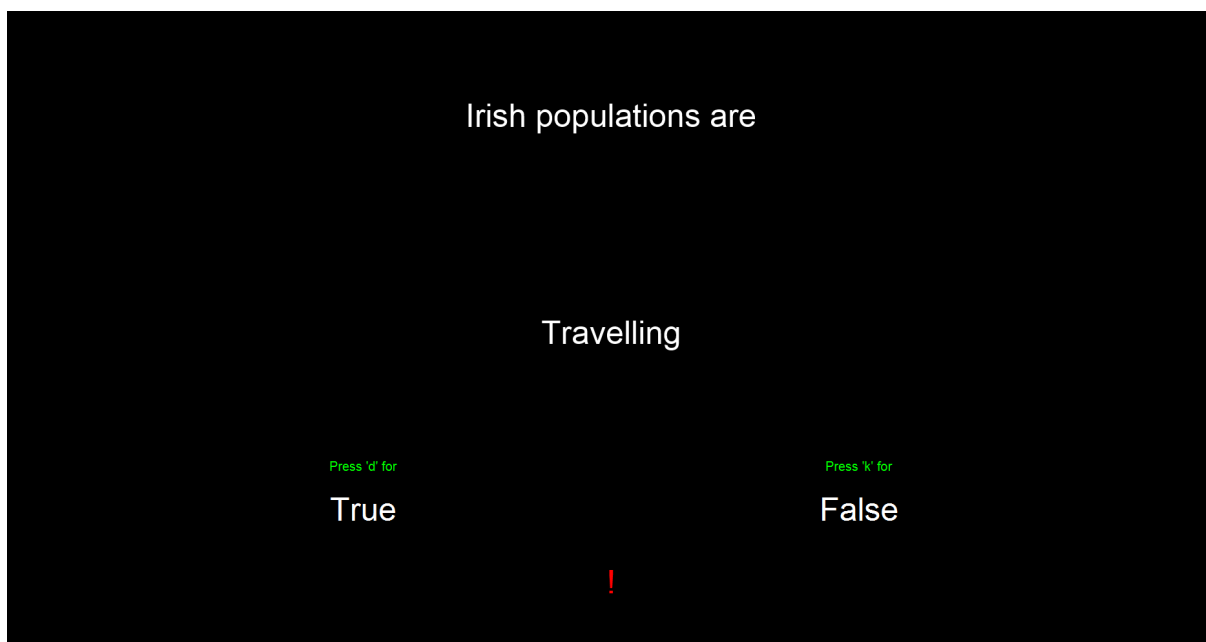 Irish populations are
Travelling
Press 'd' for
Press 'k' for
True
False
!